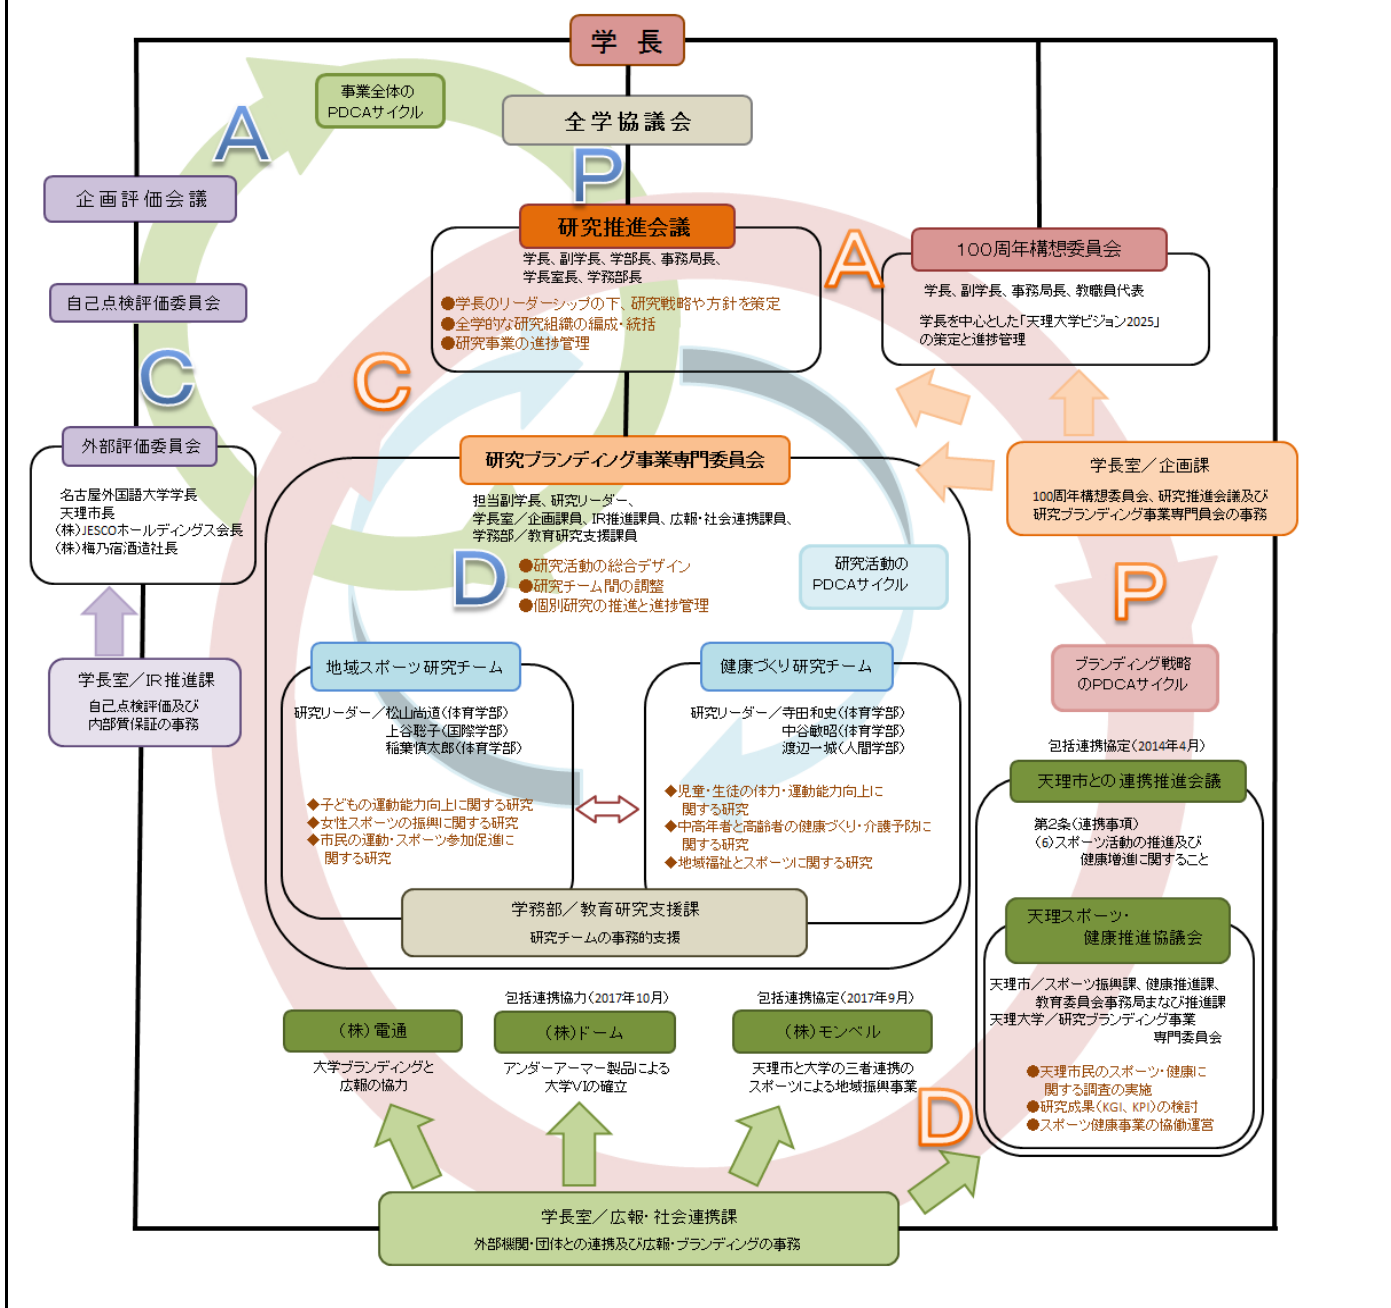 学 長
事業全体の
PDCAサイクル
全学協議会
A
P
企画評価会議
研究推進会議
学長、副学長、学部長、事務局長、
学長室長、学務部長
●学長のリーダーシップの下、研究戦略や方針を策定
●全学的な研究組織の編成・統括
●研究事業の進捗管理
A
100周年構想委員会
学長、副学長、事務局長、教職員代表
学長を中心とした「天理大学ビジョン2025」
の策定と進捗管理
自己点検評価委員会
C
C
外部評価委員会
名古屋外国語大学学長
天理市長
(株)JESCOホールディングス会長
(株)梅乃宿酒造社長
研究ブランディング事業専門委員会
担当副学長、研究リーダー、
学長室／企画課員、IR推進課員、広報・社会連携課員、
学務部／教育研究支援課員
D
●研究活動の総合デザイン
●研究チーム間の調整
●個別研究の推進と進捗管理
学長室／企画課
100周年構想委員会、研究推進会議及び
研究ブランディング事業専門員会の事務
研究活動の
PDCAサイクル
P
学長室／IR推進課
自己点検評価及び
内部質保証の事務
地域スポーツ研究チーム
研究リーダー／松山尚道(体育学部)
上谷聡子(国際学部)
稲葉慎太郎(体育学部)
◆子どもの運動能力向上に関する研究
◆女性スポーツの振興に関する研究
◆市民の運動・スポーツ参加促進に
関する研究
健康づくり研究チーム
研究リーダー／寺田和史(体育学部)
中谷敏昭(体育学部)
渡辺一城(人間学部)
◆児童・生徒の体力・運動能力向上に
関する研究
◆中高年者と高齢者の健康づくり・介護予防に
関する研究
◆地域福祉とスポーツに関する研究
ブランディング戦略
のPDCAサイクル
包括連携協定(2014年4月)
天理市との連携推進会議
第2条(連携事項)
(6)スポーツ活動の推進及び
健康増進に関すること
学務部／教育研究支援課
研究チームの事務的支援
天理スポーツ・
健康推進協議会
天理市／スポーツ振興課、健康推進課、
教育委員会事務局まなび推進課
天理大学／研究ブランディング事業
専門委員会
●天理市民のスポーツ・健康に
関する調査の実施
●研究成果(KGI、KPI)の検討
●スポーツ健康事業の協働運営
(株)電通
大学ブランディングと
広報の協力
包括連携協力(2017年10月)
(株)ドーム
アンダーアーマー製品による
大学VIの確立
包括連携協定(2017年9月)
(株)モンベル
天理市と大学の三者連携の
スポーツによる地域振興事業
D
学長室／広報・社会連携課
外部機関・団体との連携及び広報・ブランディングの事務